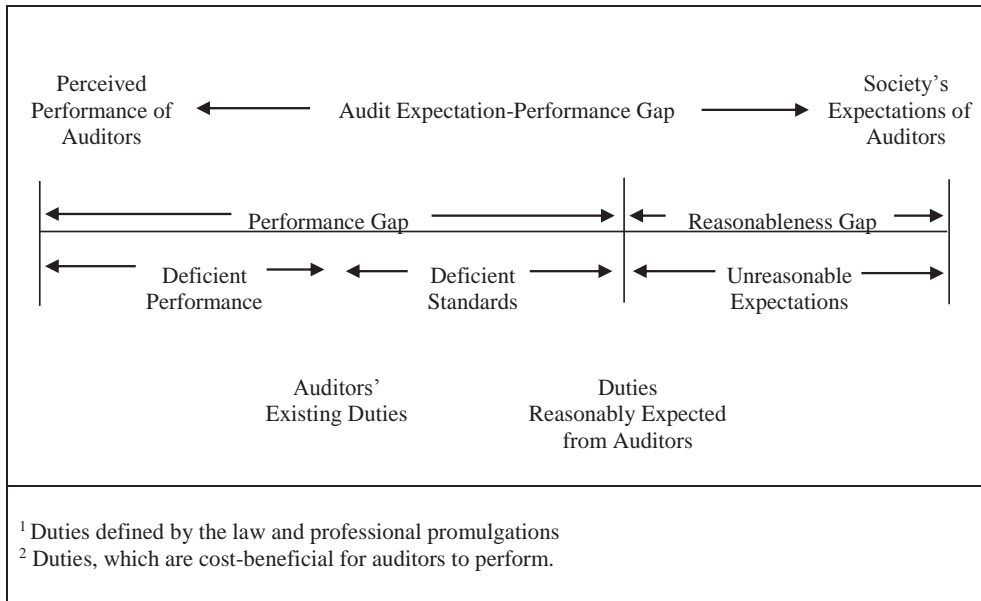 Perceived
Performance of
Auditors
Audit Expectation-Performance Gap
Society’s
Expectations of
Auditors
Performance Gap
Reasonableness Gap
Deficient
Performance
Deficient
Standards
Unreasonable
Expectations
Auditors’
Existing Duties
Duties
Reasonably Expected
from Auditors
1 Duties defined by the law and professional promulgations
2 Duties, which are cost-beneficial for auditors to perform.